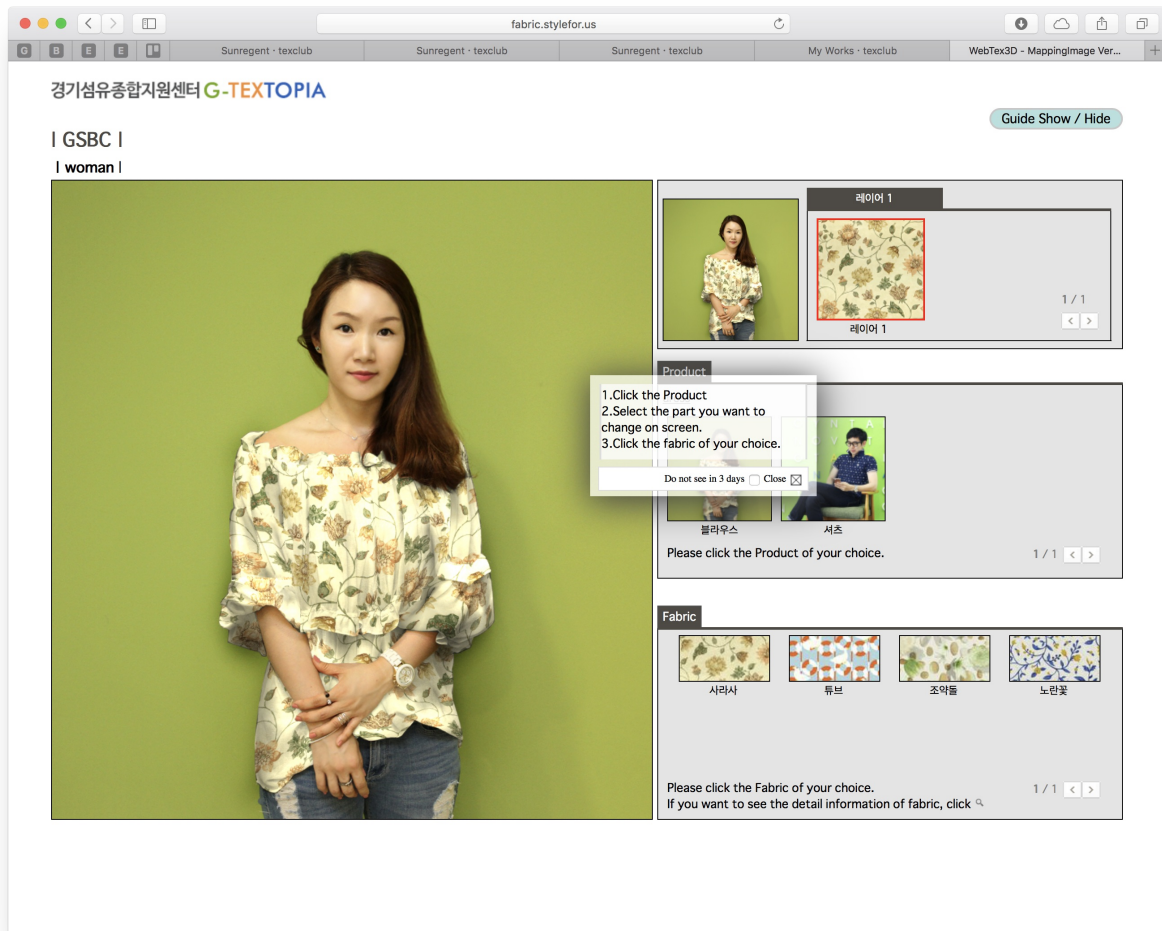 fabric.stylefor.us
G
B
E
E
Sunregent · texclub
Sunregent · texclub
Sunregent · texclub
My Works · texclub
WebTex3D - MappingImage Ver...
경기섬유종합지원센터 G-TEXTOPIA
Guide Show / Hide
| GSBC |
| woman |
레이어 1
1 / 1
레이어 1
Product
1.Click the Product
2.Select the part you want to
change on screen.
3.Click the fabric of your choice.
Do not see in 3 days
Close
블라우스
셔츠
Please click the Product of your choice.
1 / 1
Fabric
사라사
튜브
조약돌
노란꽃
Please click the Fabric of your choice.
1 / 1
If you want to see the detail information of fabric, click